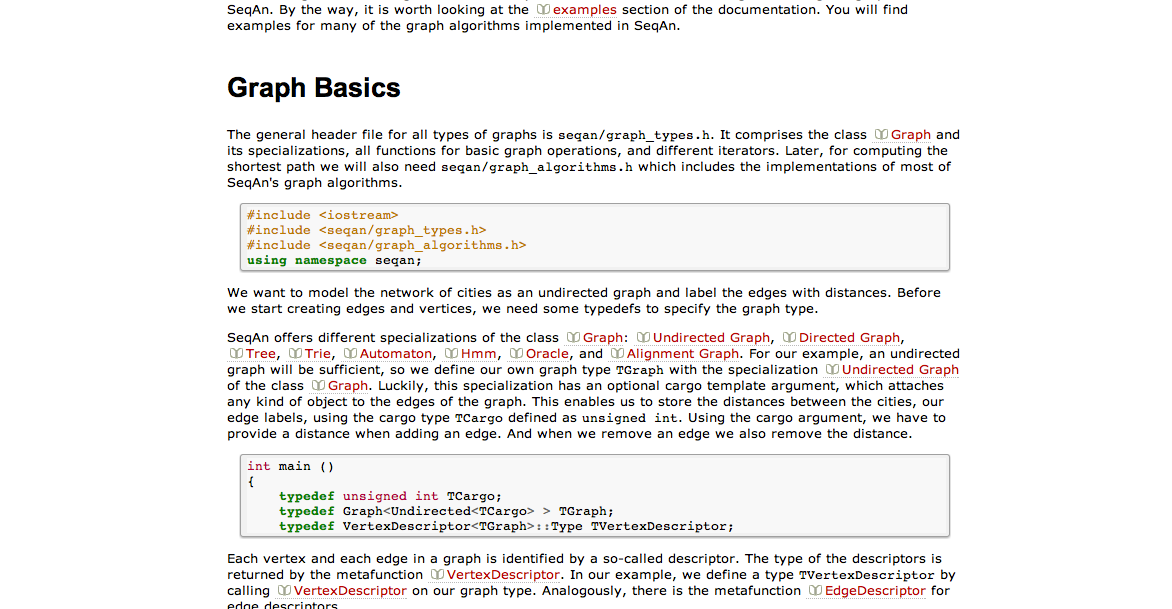 SeqAn. By the way, it is worth looking at the examples section of the documentation. You will find
examples for many of the graph algorithms implemented in SeqAn.
Graph Basics
The general header file for all types of graphs is seqan/graph_types.h. It comprises the class Graph and
its specializations, all functions for basic graph operations, and different iterators. Later, for computing the
shortest path we will also need seqan/graph_algorithms.h which includes the implementations of most of
SeqAn's graph algorithms.
#include <iostream>
#include <seqan/graph_types.h>
#include <seqan/graph_algorithms.h>
using namespace seqan;
We want to model the network of cities as an undirected graph and label the edges with distances. Before
we start creating edges and vertices, we need some typedefs to specify the graph type.
SeqAn offers different specializations of the class Graph: Undirected Graph, Directed Graph,
Tree, Trie, Automaton, Hmm, Oracle, and Alignment Graph. For our example, an undirected
graph will be sufficient, so we define our own graph type TGraph with the specialization Undirected Graph
of the class Graph. Luckily, this specialization has an optional cargo template argument, which attaches
any kind of object to the edges of the graph. This enables us to store the distances between the cities, our
edge labels, using the cargo type TCargo defined as unsigned int. Using the cargo argument, we have to
provide a distance when adding an edge. And when we remove an edge we also remove the distance.
int main ()
{
    typedef unsigned int TCargo;
    typedef Graph<Undirected<TCargo> > TGraph;
    typedef VertexDescriptor<TGraph>::Type TVertexDescriptor;
Each vertex and each edge in a graph is identified by a so-called descriptor. The type of the descriptors is
returned by the metafunction VertexDescriptor. In our example, we define a type TVertexDescriptor by
calling VertexDescriptor on our graph type. Analogously, there is the metafunction EdgeDescriptor for
edge descriptors.